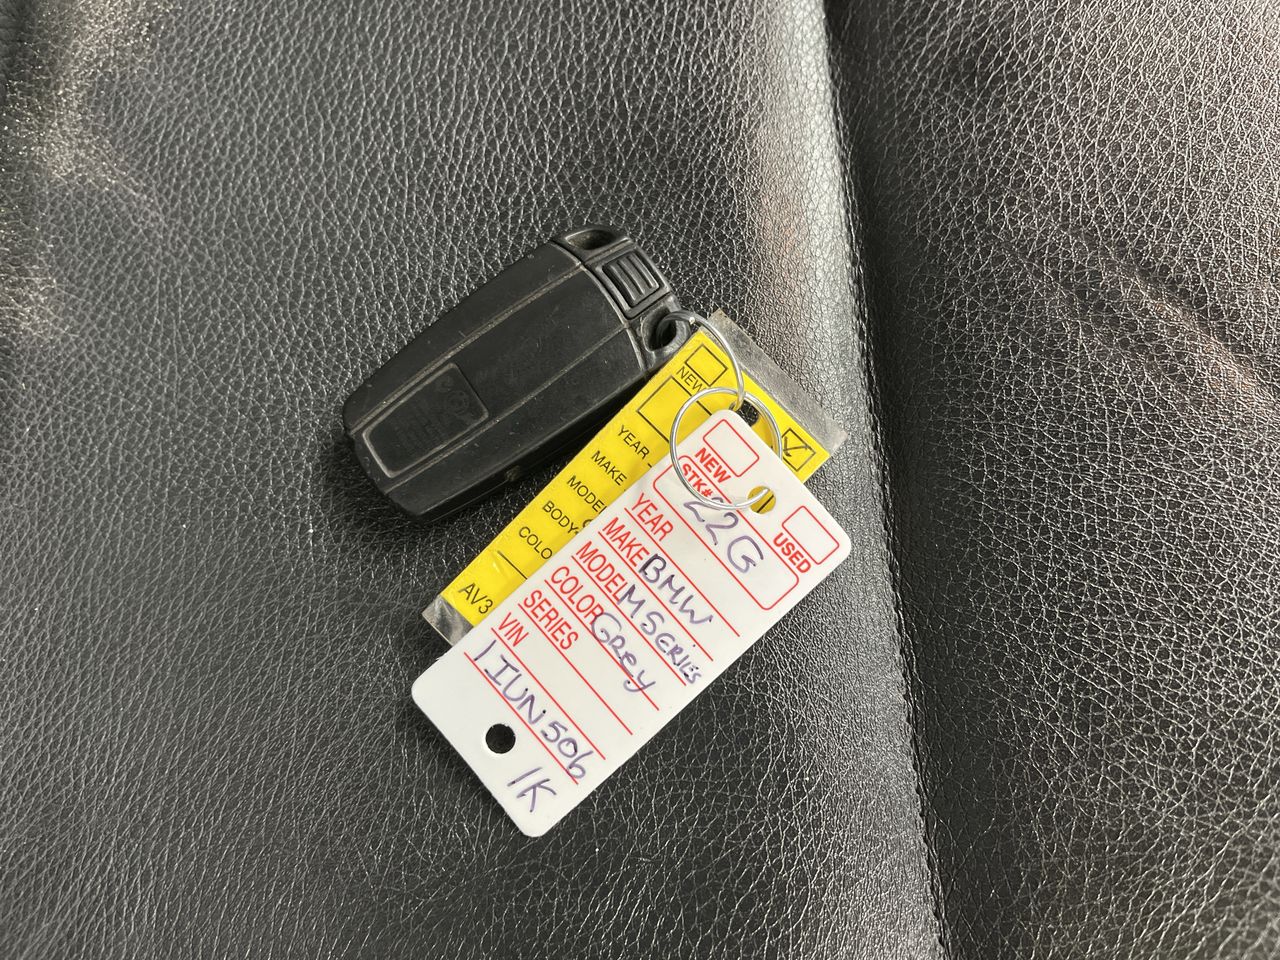 NEW
YEAR
MAKE
MODE
BODY
COLO
AV3
NEW
USED
STK# 22G
YEAR
MAKE BMW
MODEL M SERIES
COLOR GREY
SERIES
VIN
1IUN506
1K